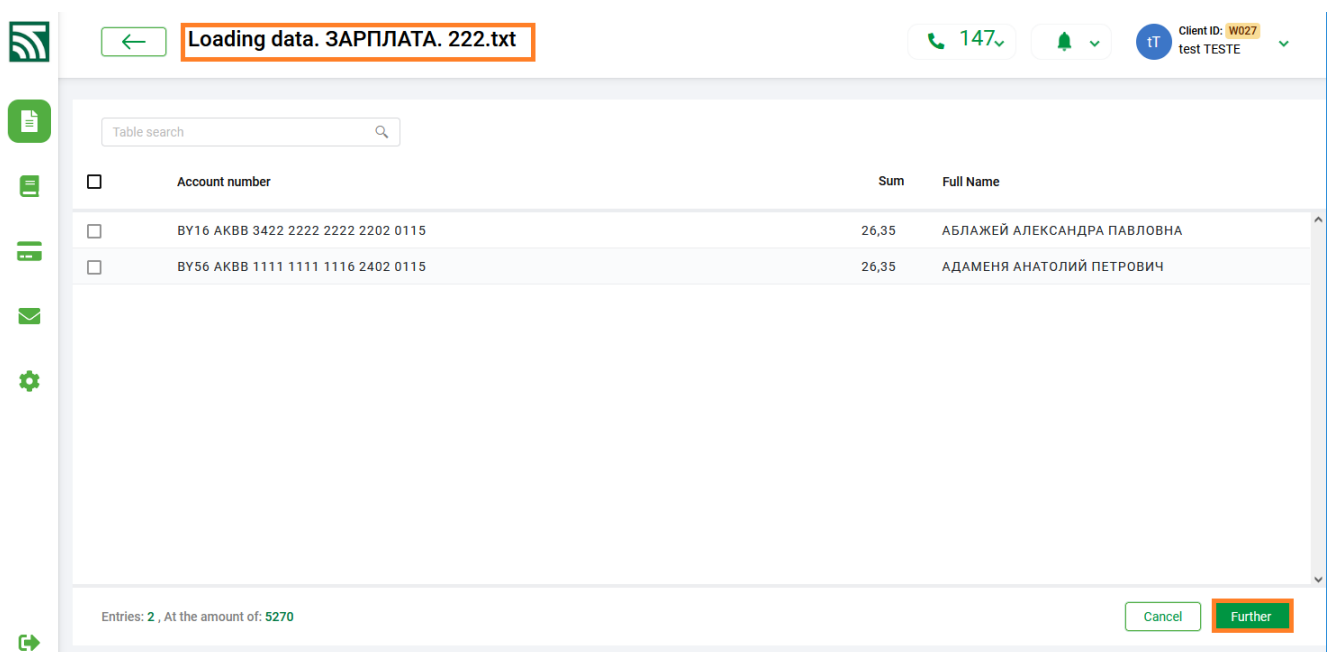 Loading data. ЗАРПЛАТА. 222.txt
147
tT
Client ID: W027
test TESTE
Table search
Account number Sum Full Name
BY16 AKBB 3422 2222 2222 2202 0115 26,35 АБЛАЖЕЙ АЛЕКСАНДРА ПАВЛОВНА
BY56 AKBB 1111 1111 1116 2402 0115 26,35 АДАМЕНЯ АНАТОЛИЙ ПЕТРОВИЧ
Entries: 2 , At the amount of: 5270
Cancel
Further